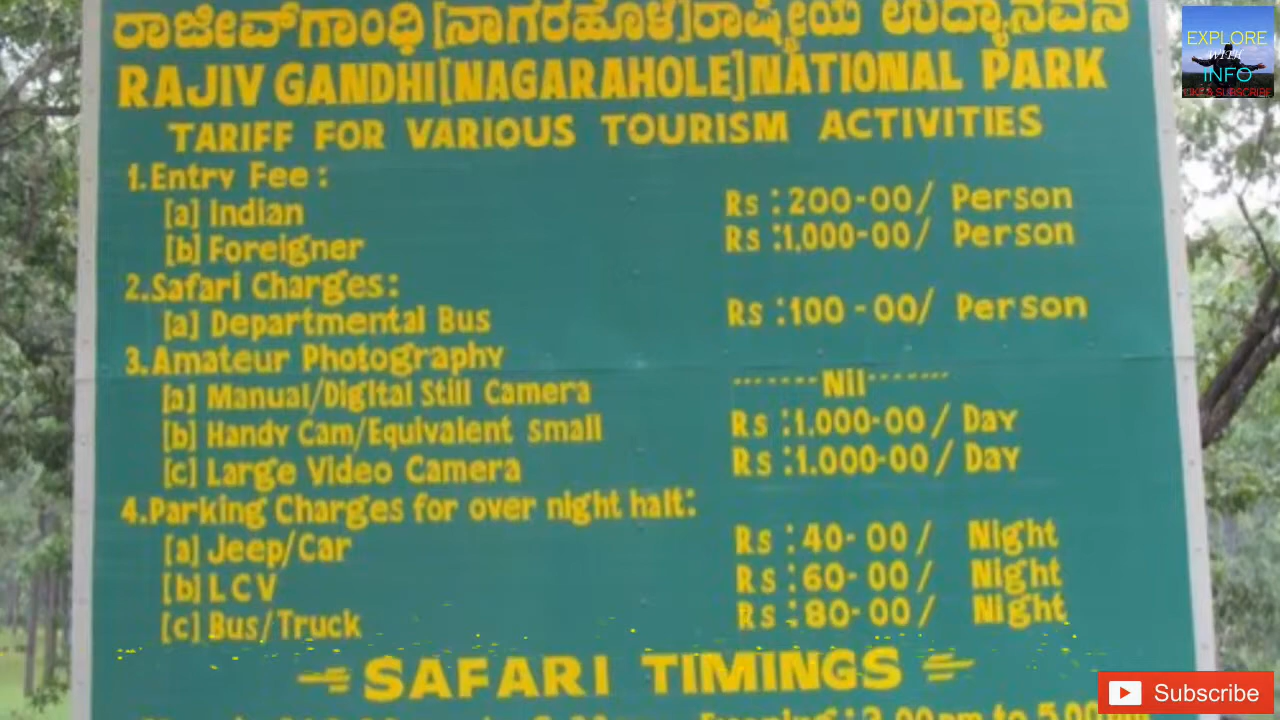 ರಾಜೀವ್‌ಗಾಂಧಿ [ನಾಗರಹೊಳೆ] ರಾಷ್ಟ್ರೀಯ ಉದ್ಯಾನವನ
RAJIV GANDHI [NAGARAHOLE] NATIONAL PARK
TARIFF FOR VARIOUS TOURISM ACTIVITIES
1.Entry Fee :
[a] Indian Rs : 200-00/ Person
[b] Foreigner Rs :1,000-00/ Person
2.Safari Charges:
[a] Departmental Bus Rs :100 - 00/ Person
3.Amateur Photography
[a] Manual/Digital Still Camera -------Nil-------
[b] Handy Cam/Equivalent small Rs :1.000-00 / Day
[c] Large Video Camera Rs :1.000-00 / Day
4.Parking Charges for over night halt:
[a] Jeep/Car Rs : 40- 00 / Night
[b] LCV Rs : 60- 00 / Night
[c] Bus/Truck Rs : 80-00 / Night
SAFARI TIMINGS
EXPLORE
WITH
INFO
LIKE & SUBSCRIBE
Subscribe